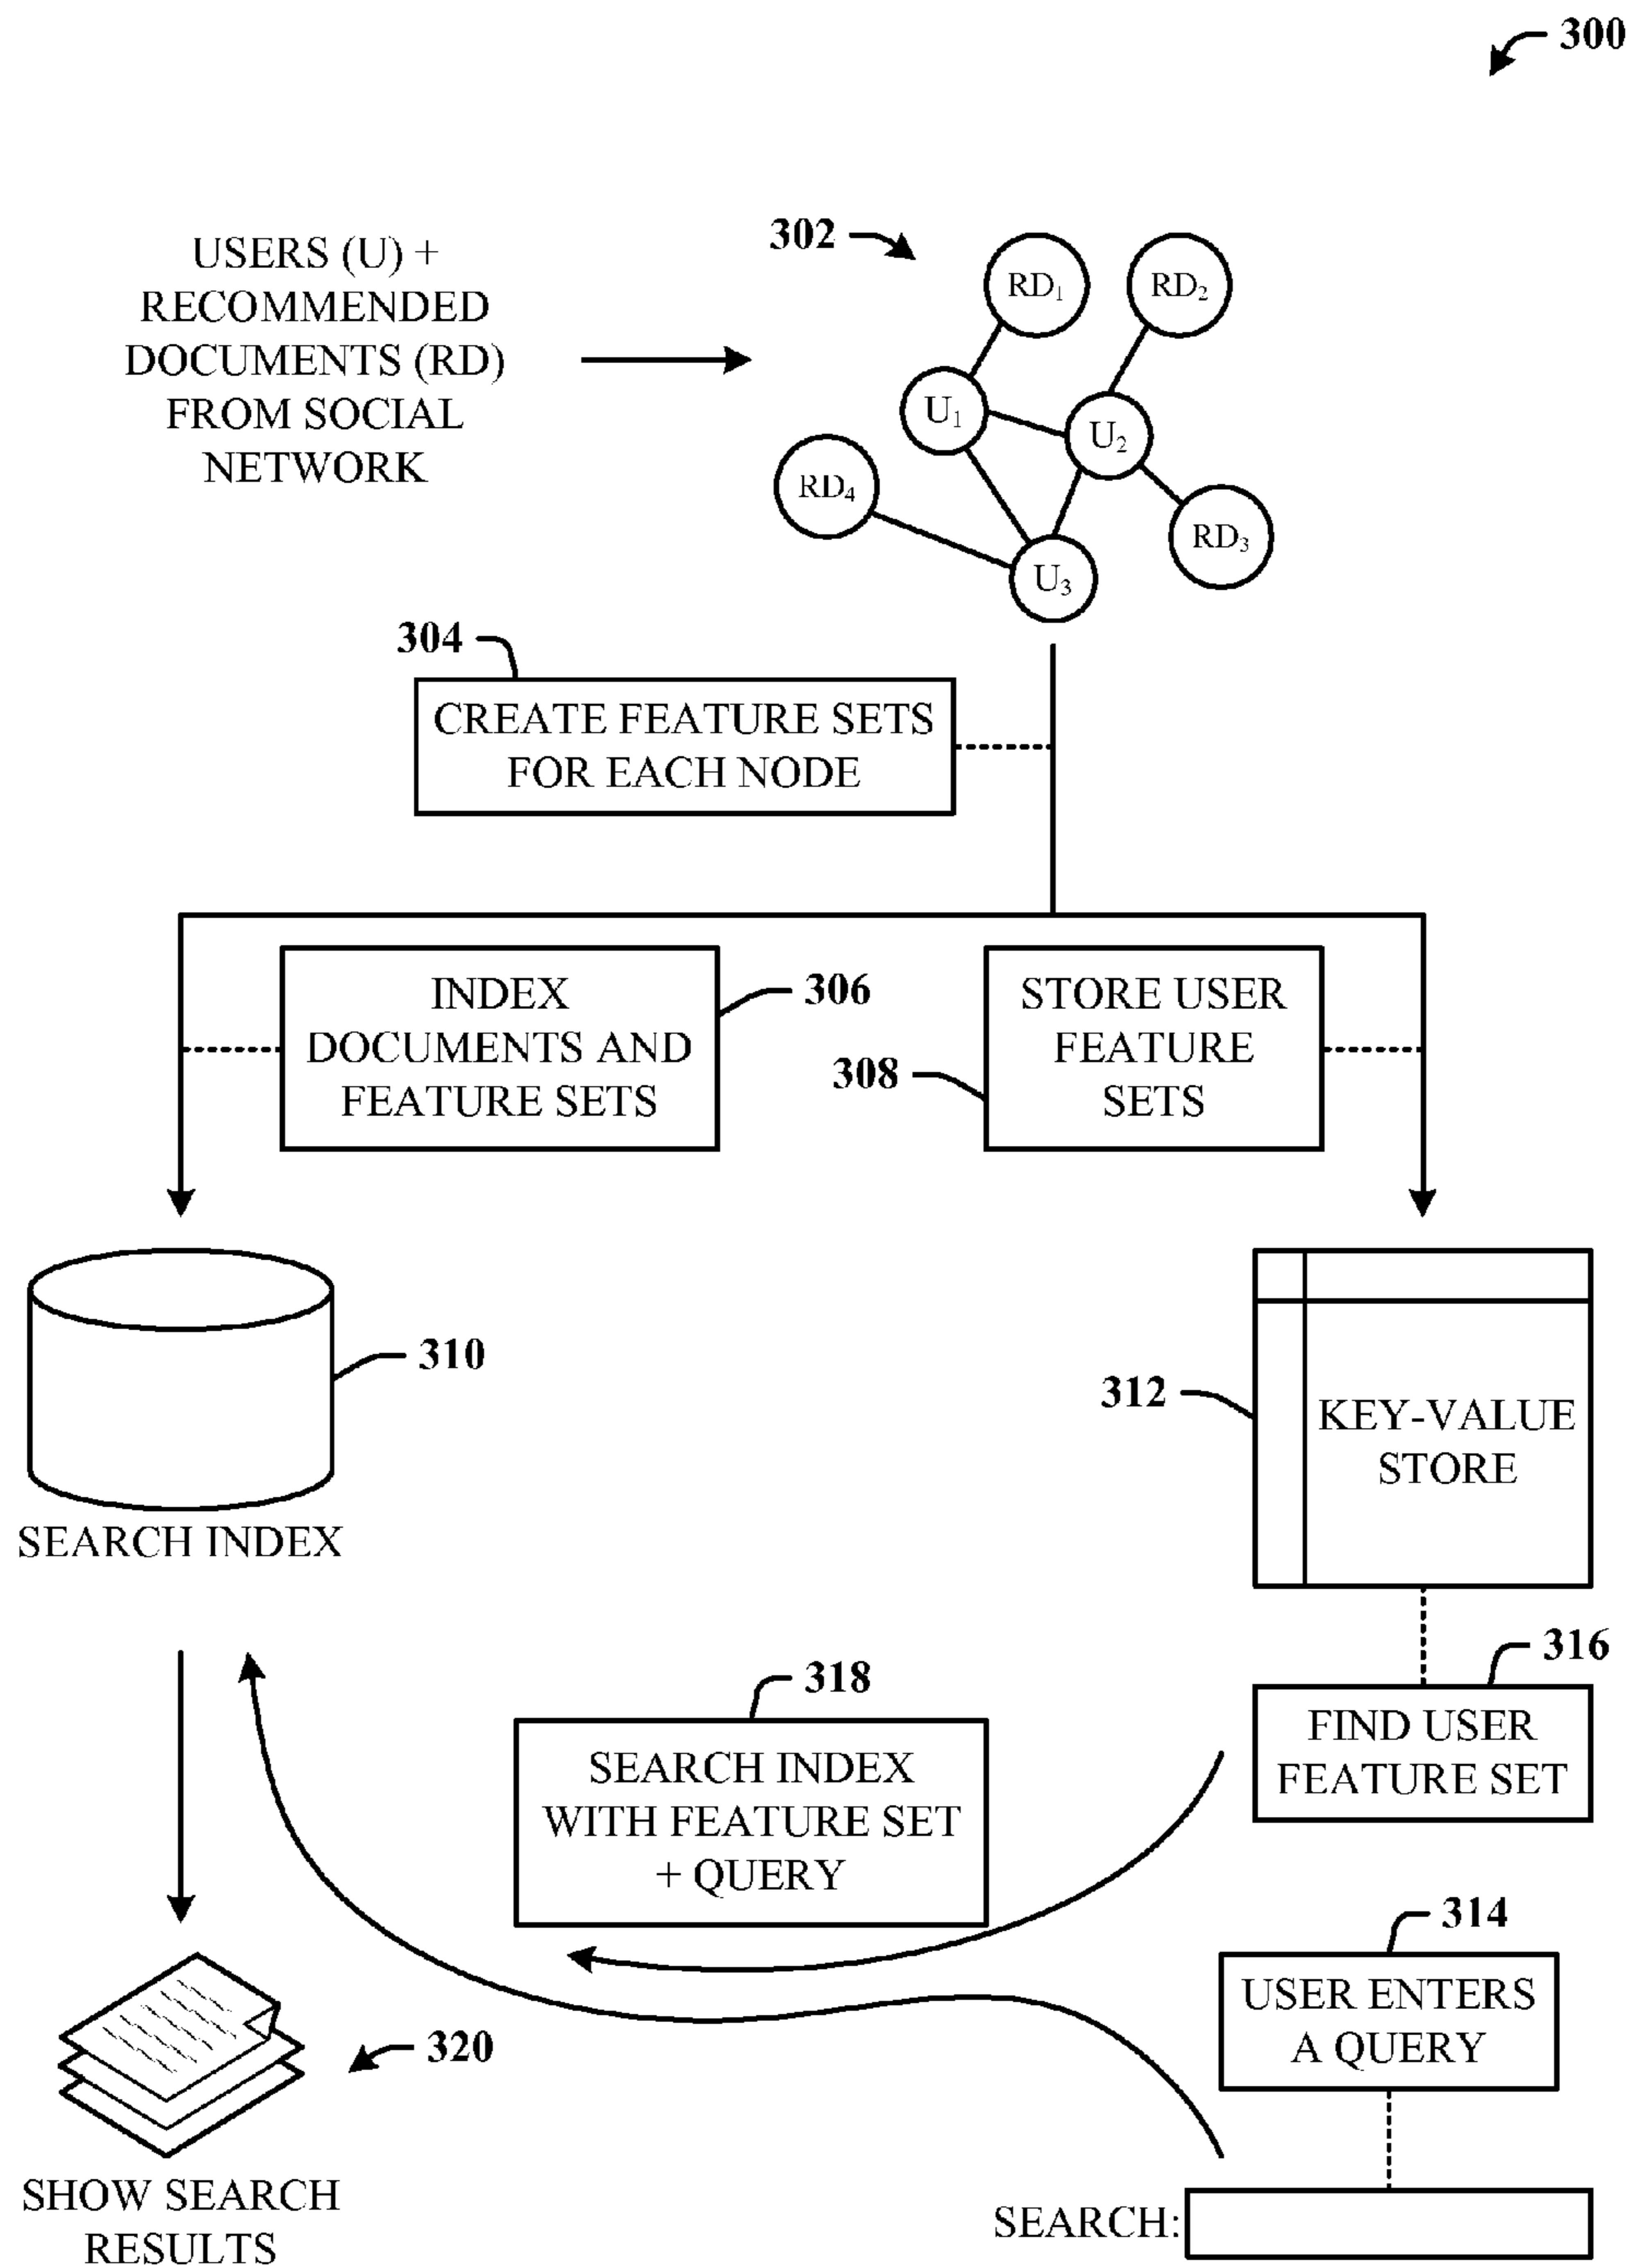 300
USERS (U) +
RECOMMENDED
DOCUMENTS (RD)
FROM SOCIAL
NETWORK
302
RD₁
RD₂
U₁
U₂
RD₄
RD₃
U₃
304
CREATE FEATURE SETS
FOR EACH NODE
INDEX
DOCUMENTS AND
FEATURE SETS
306
STORE USER
FEATURE
SETS
308
310
SEARCH INDEX
312
KEY-VALUE
STORE
316
FIND USER
FEATURE SET
318
SEARCH INDEX
WITH FEATURE SET
+ QUERY
314
USER ENTERS
A QUERY
320
SHOW SEARCH
RESULTS
SEARCH: